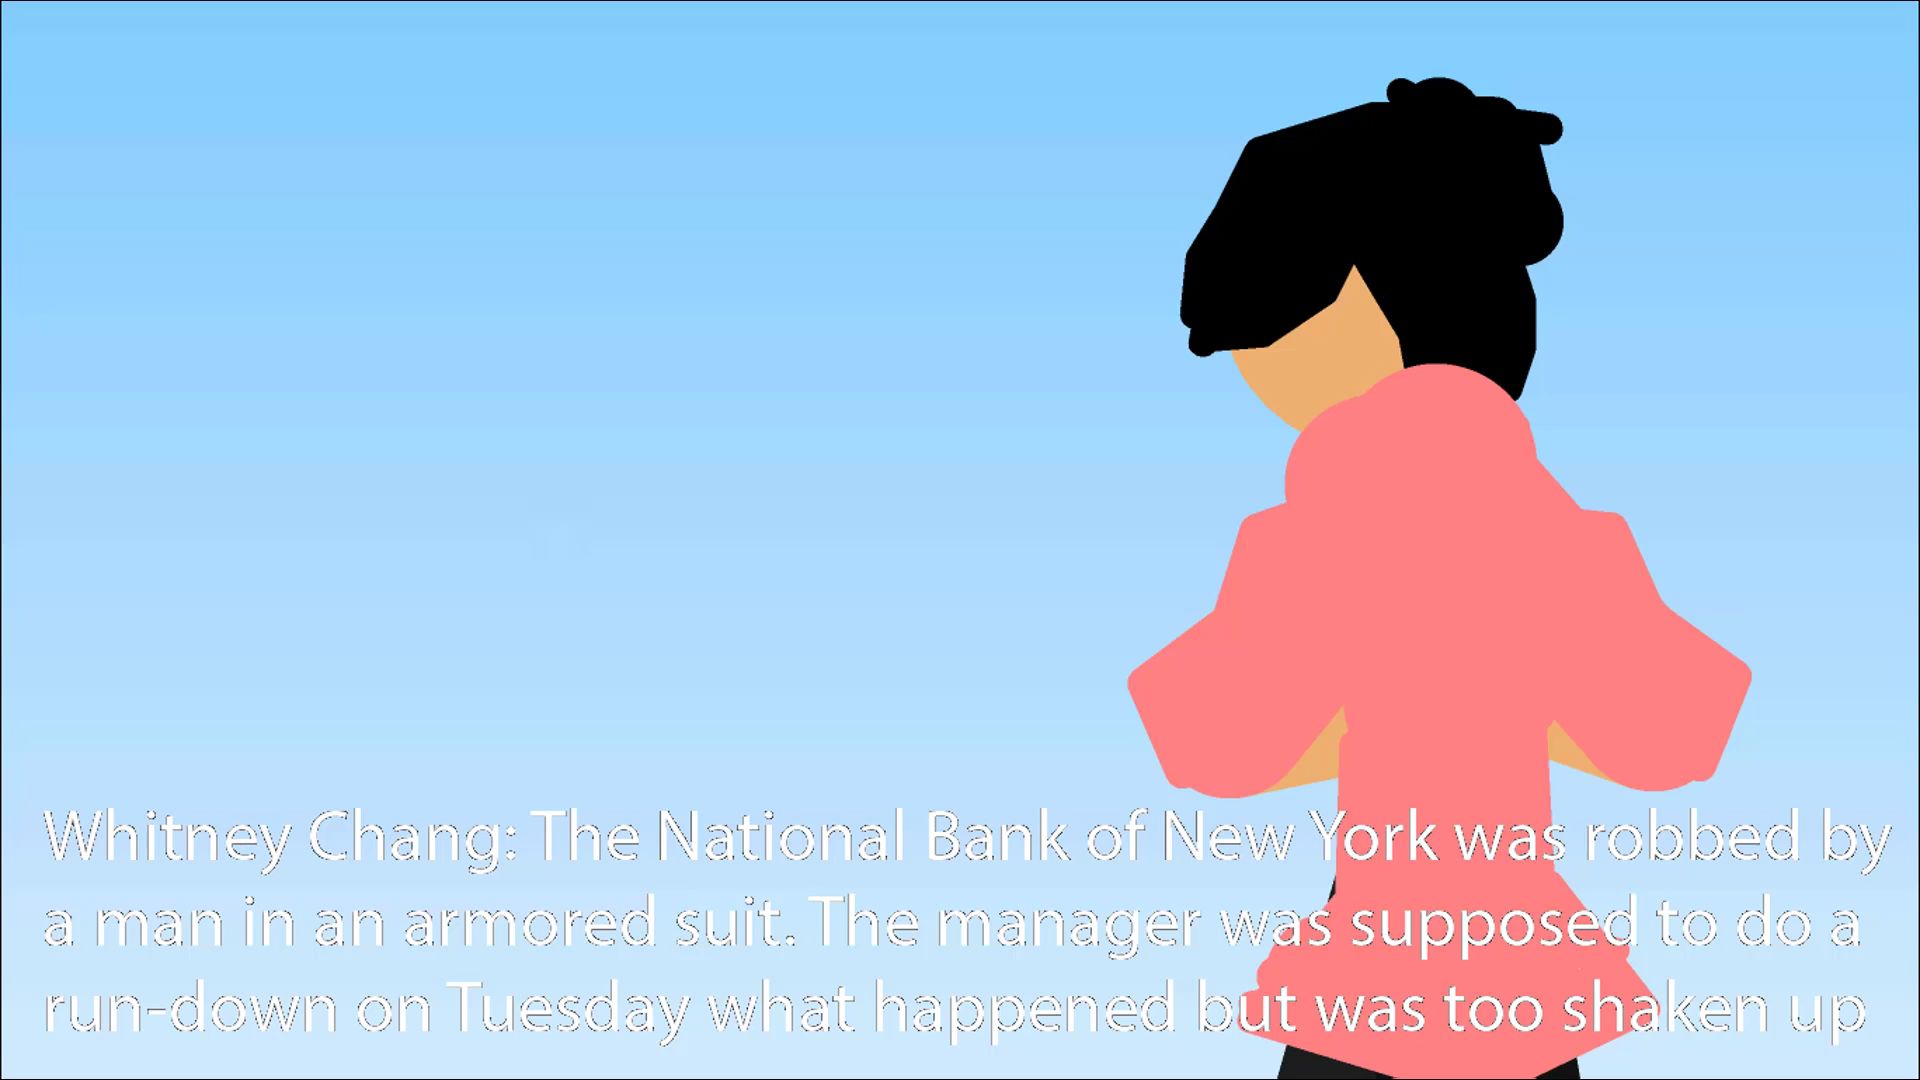 Whitney Chang: The National Bank of New York was robbed by
a man in an armored suit. The manager was supposed to do a
run-down on Tuesday what happened but was too shaken up